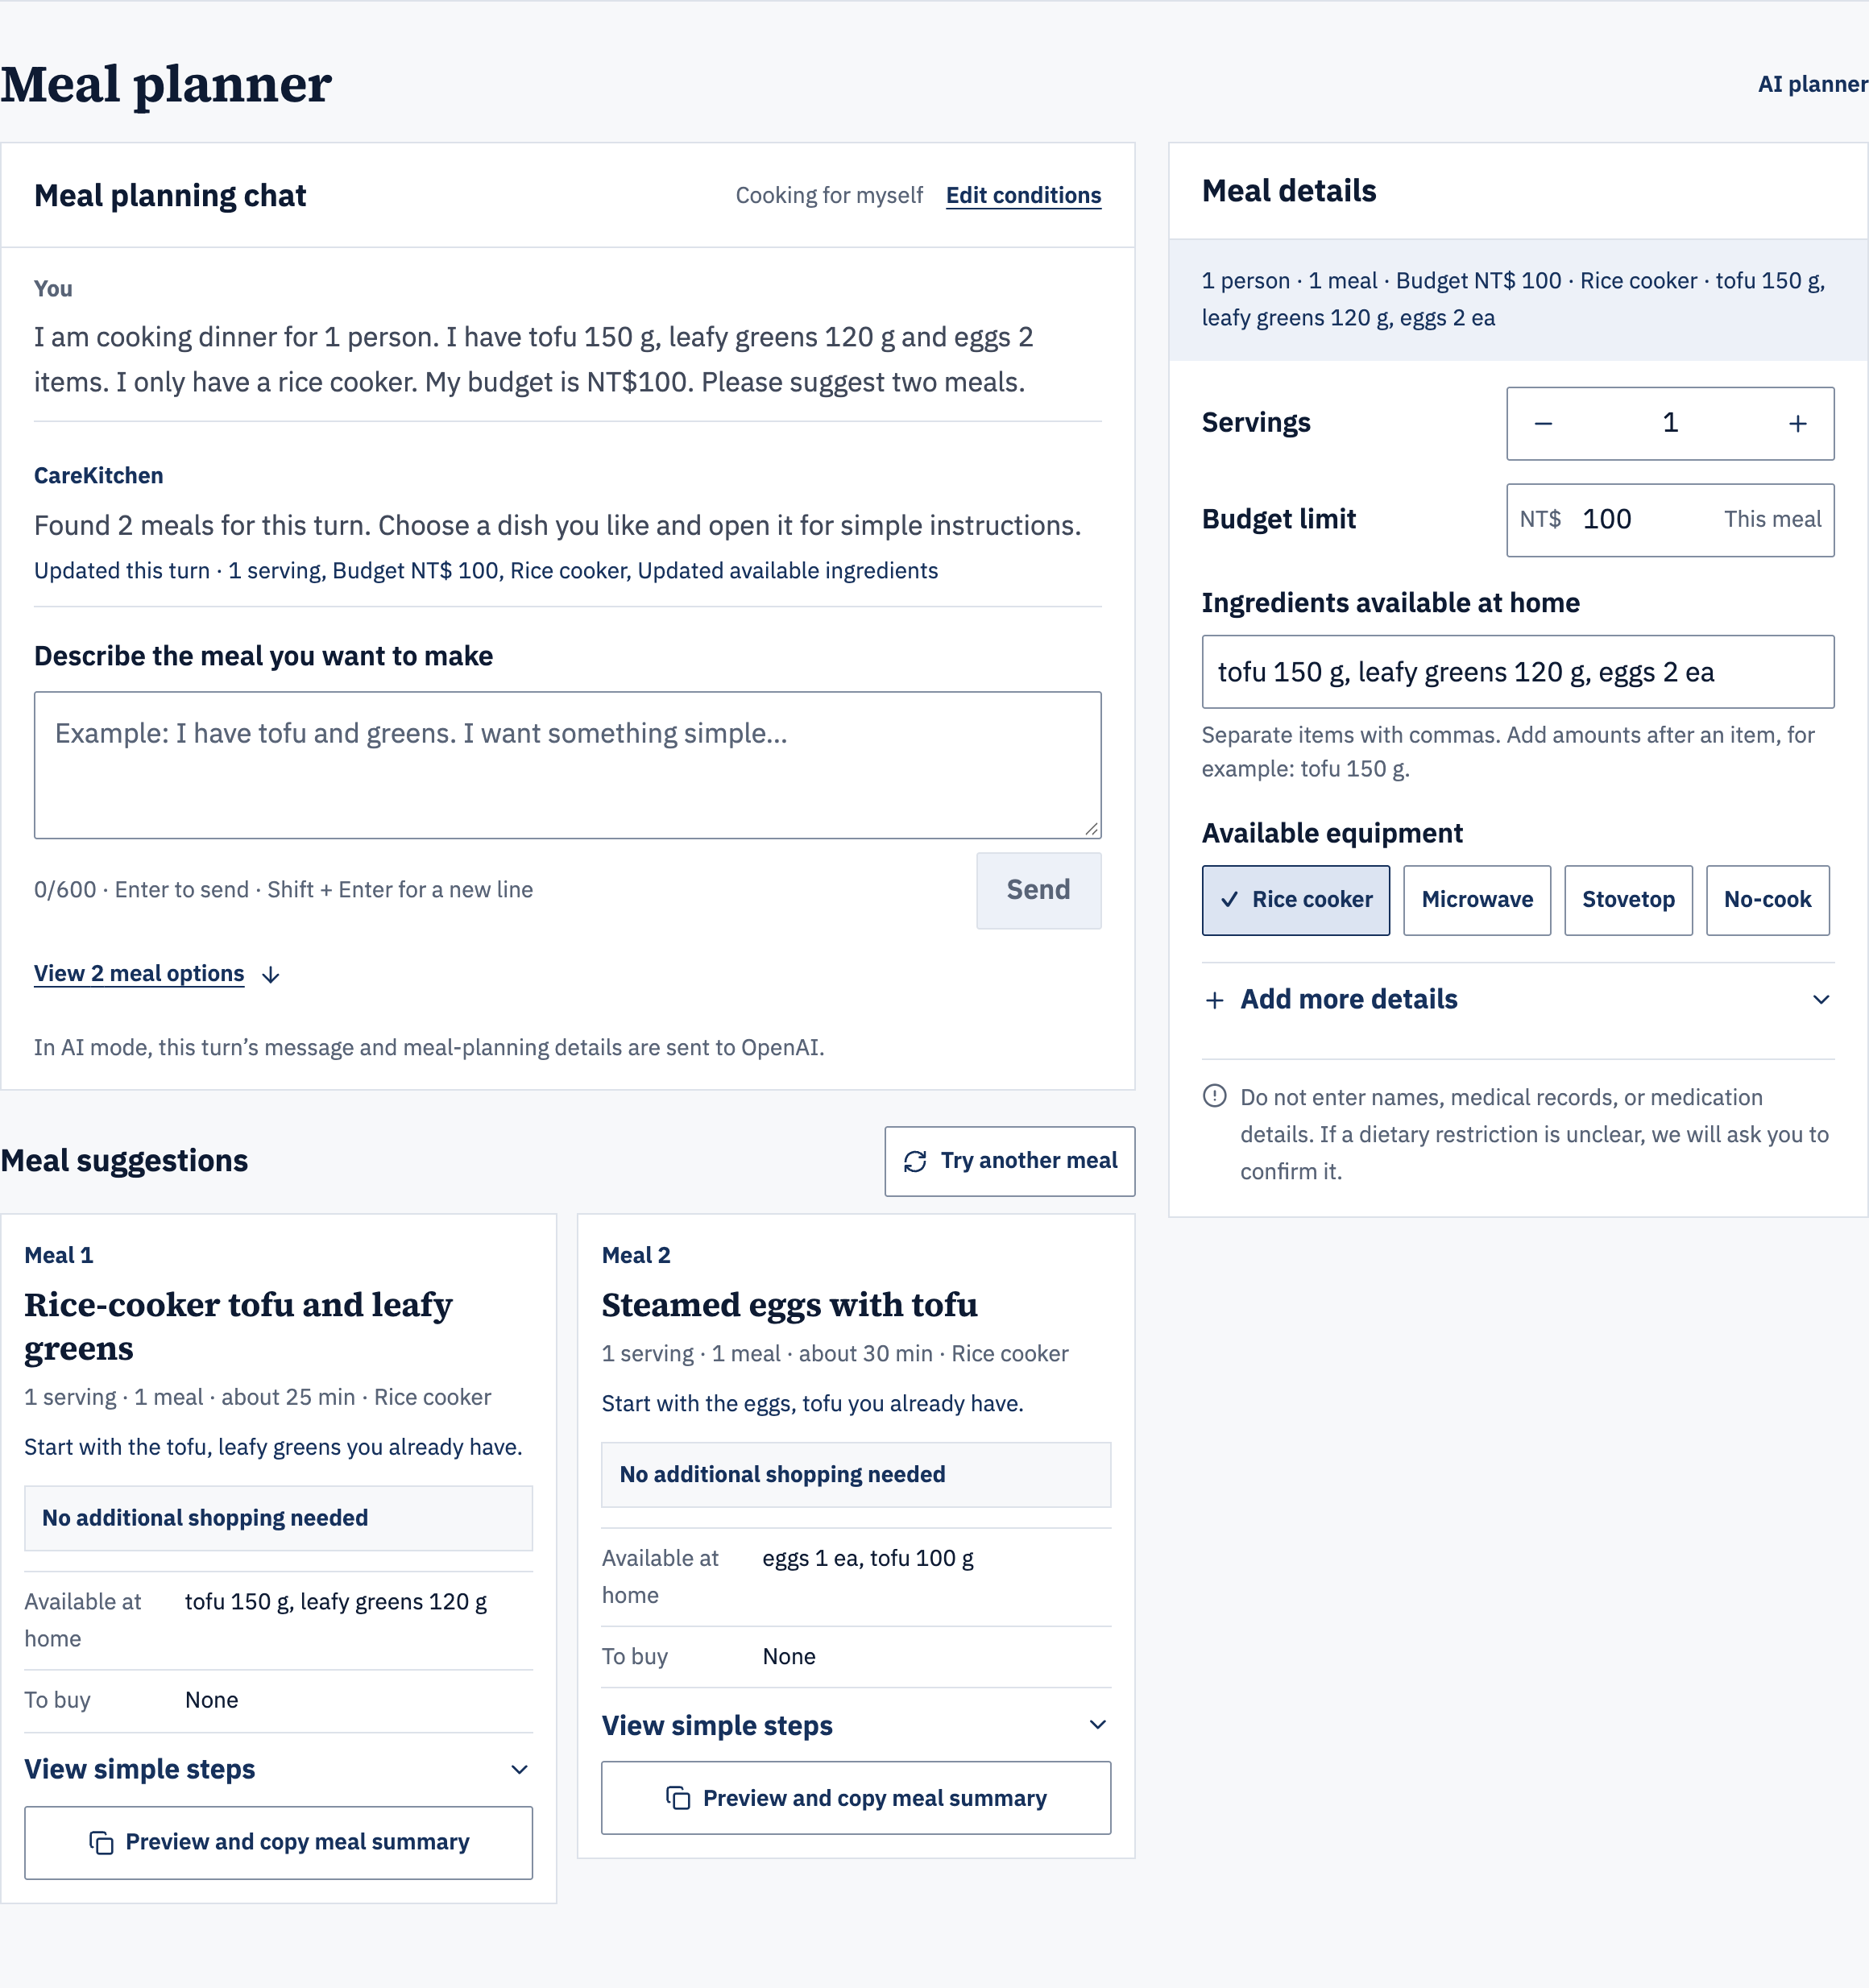 Meal planner
AI planner
Meal planning chat
Cooking for myself
Edit conditions
You
I am cooking dinner for 1 person. I have tofu 150 g, leafy greens 120 g and eggs 2
items. I only have a rice cooker. My budget is NT$100. Please suggest two meals.
CareKitchen
Found 2 meals for this turn. Choose a dish you like and open it for simple instructions.
Updated this turn · 1 serving, Budget NT$ 100, Rice cooker, Updated available ingredients
Describe the meal you want to make
Example: I have tofu and greens. I want something simple...
0/600 · Enter to send · Shift + Enter for a new line
Send
View 2 meal options
In AI mode, this turn’s message and meal-planning details are sent to OpenAI.
Meal details
1 person · 1 meal · Budget NT$ 100 · Rice cooker · tofu 150 g,
leafy greens 120 g, eggs 2 ea
Servings
− 1 +
Budget limit
NT$ 100 This meal
Ingredients available at home
tofu 150 g, leafy greens 120 g, eggs 2 ea
Separate items with commas. Add amounts after an item, for
example: tofu 150 g.
Available equipment
✓ Rice cooker
Microwave
Stovetop
No-cook
+ Add more details
Do not enter names, medical records, or medication
details. If a dietary restriction is unclear, we will ask you to
confirm it.
Meal suggestions
Try another meal
Meal 1
Rice-cooker tofu and leafy
greens
1 serving · 1 meal · about 25 min · Rice cooker
Start with the tofu, leafy greens you already have.
No additional shopping needed
Available at
home
tofu 150 g, leafy greens 120 g
To buy
None
View simple steps
Preview and copy meal summary
Meal 2
Steamed eggs with tofu
1 serving · 1 meal · about 30 min · Rice cooker
Start with the eggs, tofu you already have.
No additional shopping needed
Available at
home
eggs 1 ea, tofu 100 g
To buy
None
View simple steps
Preview and copy meal summary